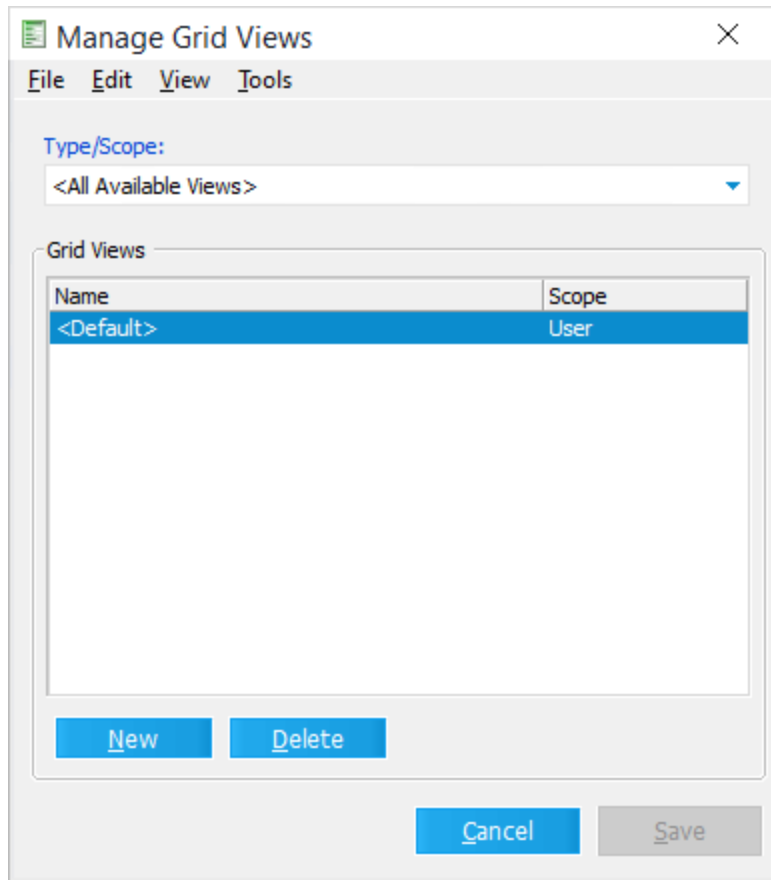 Manage Grid Views
File Edit View Tools
Type/Scope:
<All Available Views>
Grid Views
Name Scope
<Default> User
New Delete
Cancel Save